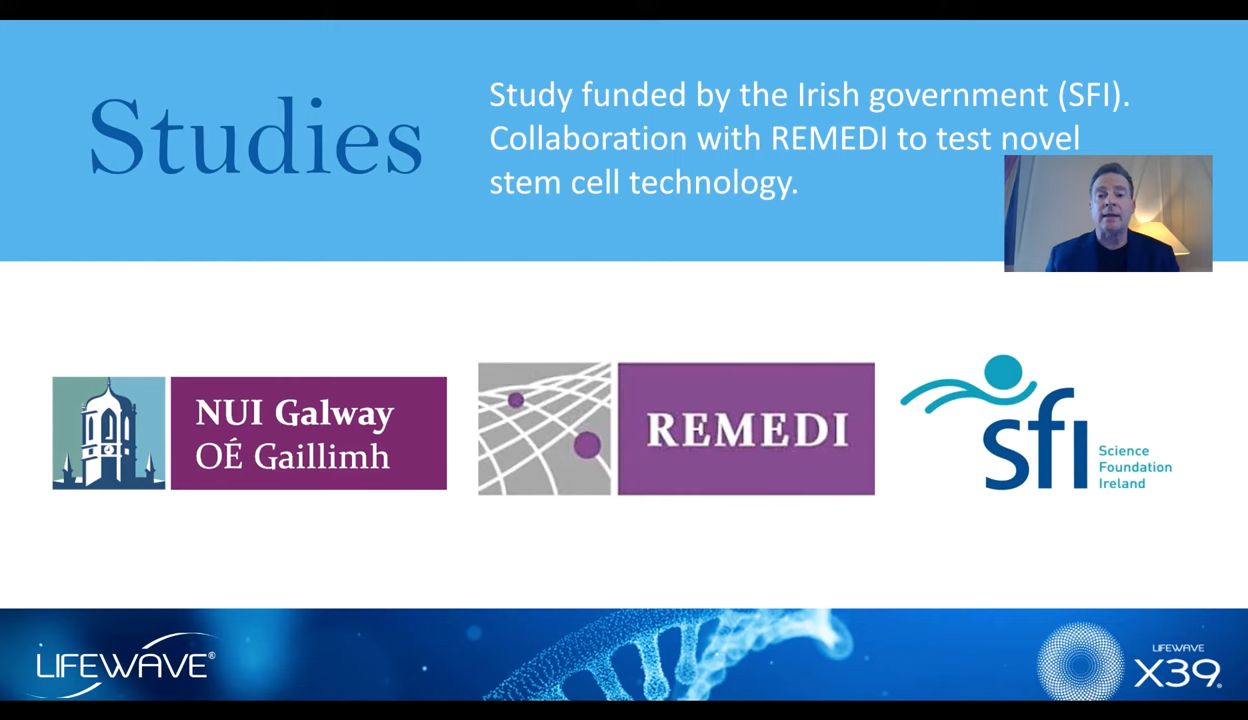 Studies
Study funded by the Irish government (SFI).
Collaboration with REMEDI to test novel
stem cell technology.
NUI Galway
OÉ Gaillimh
REMEDI
sfi
Science
Foundation
Ireland
LIFEWAVE®
LIFEWAVE
X39®